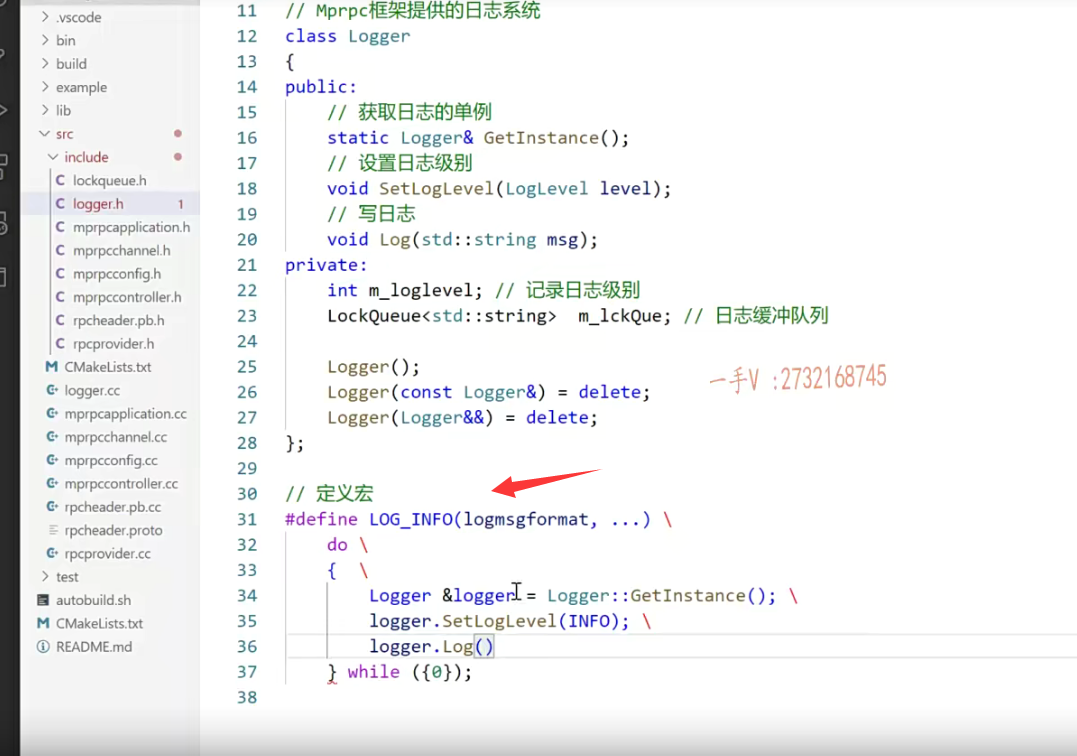 .vscode
bin
build
example
lib
src
include
C lockqueue.h
C logger.h 1
C mprpcapplication.h
C mprpcchannel.h
C mprpcconfig.h
C mprpccontroller.h
C rpcheader.pb.h
C rpcprovider.h
M CMakeLists.txt
C+ logger.cc
C+ mprpcapplication.cc
C+ mprpcchannel.cc
C+ mprpcconfig.cc
C+ mprpccontroller.cc
C+ rpcheader.pb.cc
rpcheader.proto
C+ rpcprovider.cc
test
autobuild.sh
M CMakeLists.txt
README.md
11 // Mprpc框架提供的日志系统
12 class Logger
13 {
14 public:
15 // 获取日志的单例
16 static Logger& GetInstance();
17 // 设置日志级别
18 void SetLogLevel(LogLevel level);
19 // 写日志
20 void Log(std::string msg);
21 private:
22 int m_loglevel; // 记录日志级别
23 LockQueue<std::string> m_lckQue; // 日志缓冲队列
24
25 Logger();
26 Logger(const Logger&) = delete;
27 Logger(Logger&&) = delete;
28 };
29
30 // 定义宏
31 #define LOG_INFO(logmsgformat, ...) \
32 do \
33 { \
34 Logger &logger = Logger::GetInstance(); \
35 logger.SetLogLevel(INFO); \
36 logger.Log()
37 } while ({0});
38
一手V :2732168745